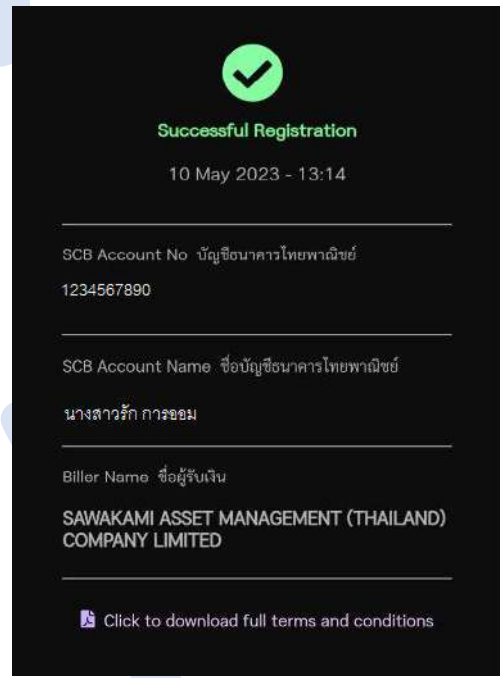 Successful Registration
10 May 2023 - 13:14
SCB Account No บัญชีธนาคารไทยพาณิชย์
1234567890
SCB Account Name ชื่อบัญชีธนาคารไทยพาณิชย์
นางสาวรัก การออม
Biller Name ชื่อผู้รับเงิน
SAWAKAMI ASSET MANAGEMENT (THAILAND)
COMPANY LIMITED
Click to download full terms and conditions